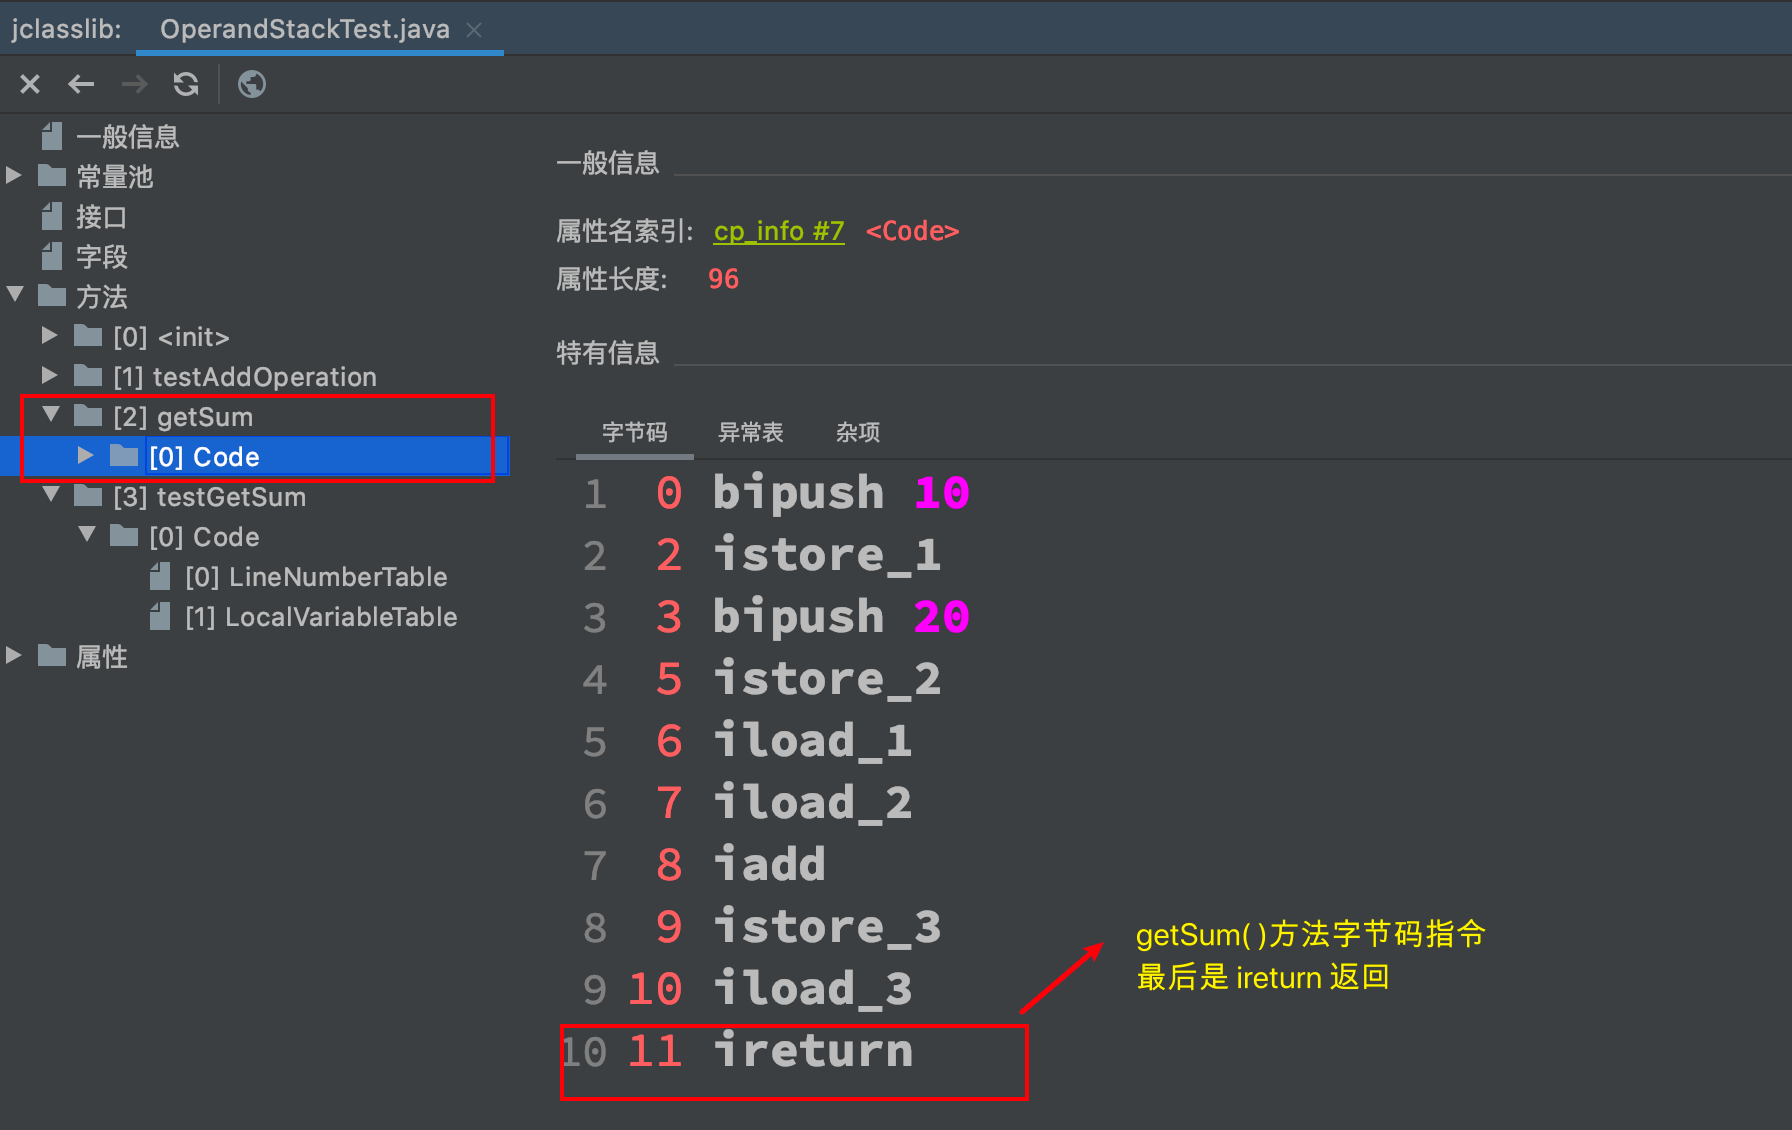 jclasslib: OperandStackTest.java
一般信息
常量池
接口
字段
方法
[0] <init>
[1] testAddOperation
[2] getSum
[0] Code
[3] testGetSum
[0] Code
[0] LineNumberTable
[1] LocalVariableTable
属性
一般信息
属性名索引: cp_info #7 <Code>
属性长度: 96
特有信息
字节码 异常表 杂项
1 0 bipush 10
2 2 istore_1
3 3 bipush 20
4 5 istore_2
5 6 iload_1
6 7 iload_2
7 8 iadd
8 9 istore_3
9 10 iload_3
10 11 ireturn
getSum( )方法字节码指令
最后是 ireturn 返回